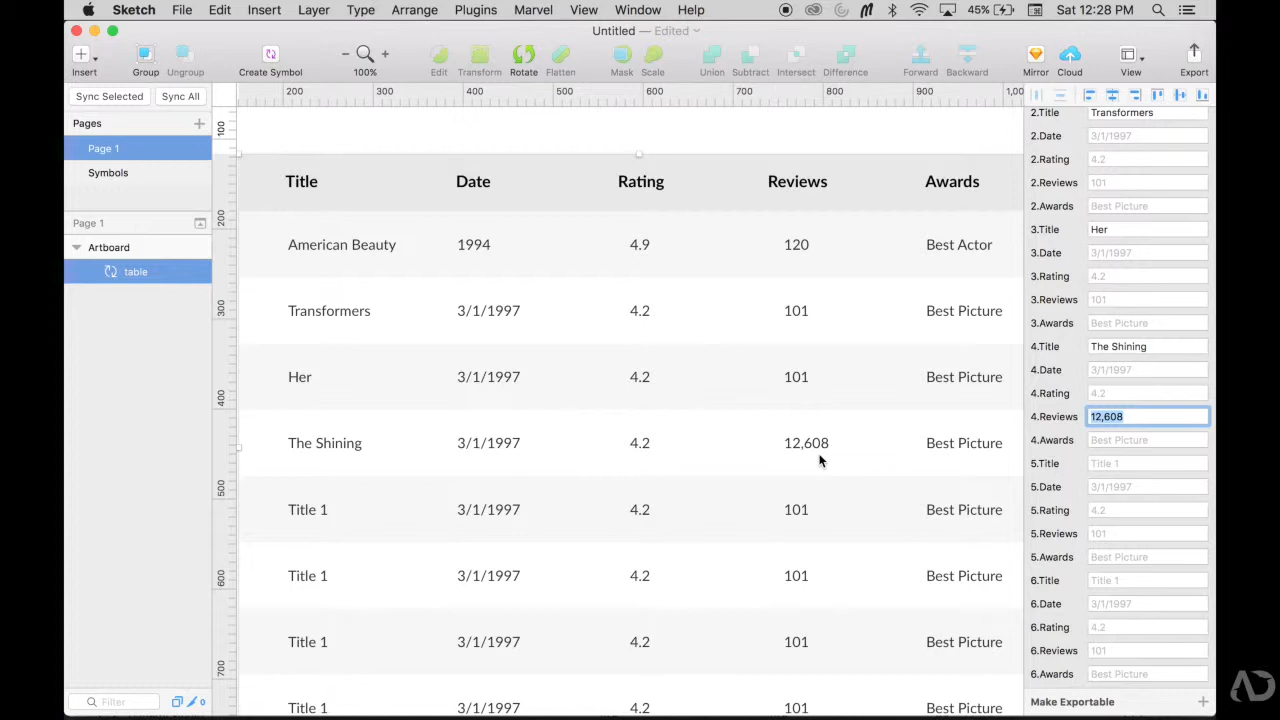 Sketch File Edit Insert Layer Type Arrange Plugins Marvel View Window Help 45% Sat 12:28 PM
Untitled — Edited
Insert Group Ungroup Create Symbol 100% Edit Transform Rotate Flatten Mask Scale Union Subtract Intersect Difference Forward Backward Mirror Cloud View Export
Sync Selected Sync All
200 300 400 500 600 700 800 900 1,00
Pages
Page 1
Symbols
Page 1
Artboard
table
Filter
0
100
200
300
400
500
600
700
Title Date Rating Reviews Awards
American Beauty 1994 4.9 120 Best Actor
Transformers 3/1/1997 4.2 101 Best Picture
Her 3/1/1997 4.2 101 Best Picture
The Shining 3/1/1997 4.2 12,608 Best Picture
Title 1 3/1/1997 4.2 101 Best Picture
Title 1 3/1/1997 4.2 101 Best Picture
Title 1 3/1/1997 4.2 101 Best Picture
Title 1 3/1/1997 4.2 101 Best Picture
2.Title Transformers
2.Date 3/1/1997
2.Rating 4.2
2.Reviews 101
2.Awards Best Picture
3.Title Her
3.Date 3/1/1997
3.Rating 4.2
3.Reviews 101
3.Awards Best Picture
4.Title The Shining
4.Date 3/1/1997
4.Rating 4.2
4.Reviews 12,608
4.Awards Best Picture
5.Title Title 1
5.Date 3/1/1997
5.Rating 4.2
5.Reviews 101
5.Awards Best Picture
6.Title Title 1
6.Date 3/1/1997
6.Rating 4.2
6.Reviews 101
6.Awards Best Picture
Make Exportable
AD